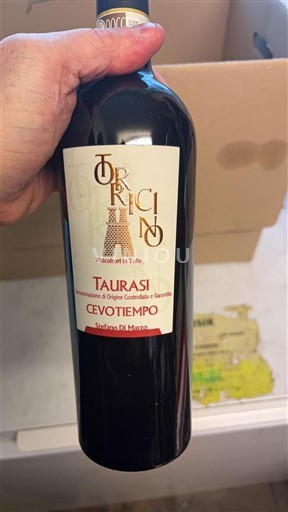 TORRICINO
Viticoltori in Tufo
TAURASI
Denominazione di Origine Controllata e Garantita
CEVOTIEMPO
Stefano Di Marzo